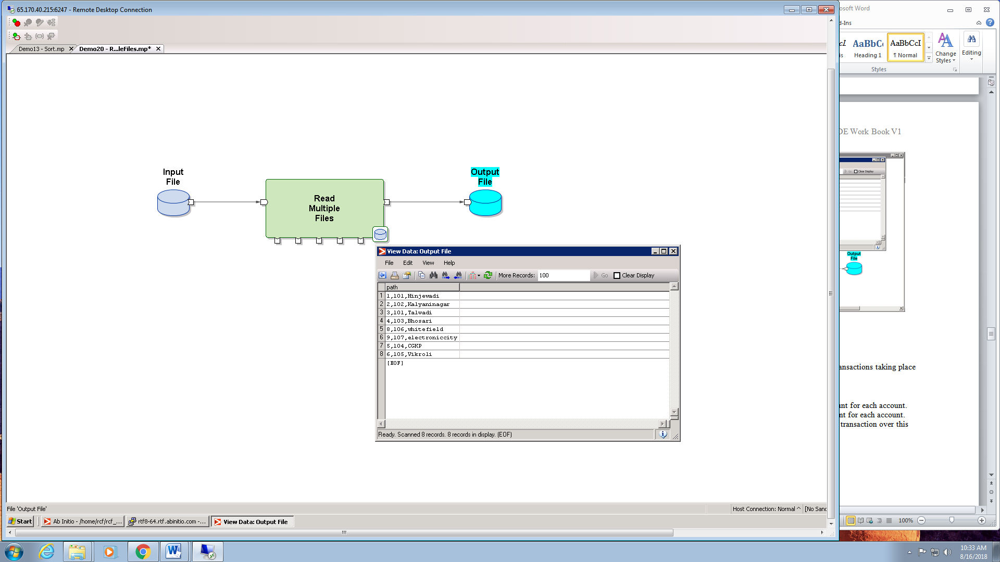 65.170.40.215:6247 - Remote Desktop Connection
Demo13 - Sort.mp
Demo20 - R...leFiles.mp*
Input
File
Read
Multiple
Files
Output
File
View Data: Output File
File Edit View Help
More Records: 100 Go Clear Display
path
1 1,101,Hinjewadi
2 2,102,Kalyaninagar
3 3,101,Talwadi
4 4,103,Bhosari
5 8,106,whitefield
6 9,107,electroniccity
7 5,104,CGKP
8 6,105,Vikroli
[EOF]
Ready. Scanned 8 records. 8 records in display. (EOF)
File 'Output File'
Host Connection: Normal ^ [No Sand
Start
Ab Initio - /home/rcf/rcf_...
rtf8-64.rtf.abinitio.com -...
View Data: Output File
osoft Word
d-Ins
AaBbCc AaBbCcI
Heading 1 ¶ Normal
Change
Styles
Editing
Styles
DE Work Book V1
Go Clear Display
Output
File
ansactions taking place
unt for each account.
nt for each account.
transaction over this
100%
10:33 AM
8/16/2018